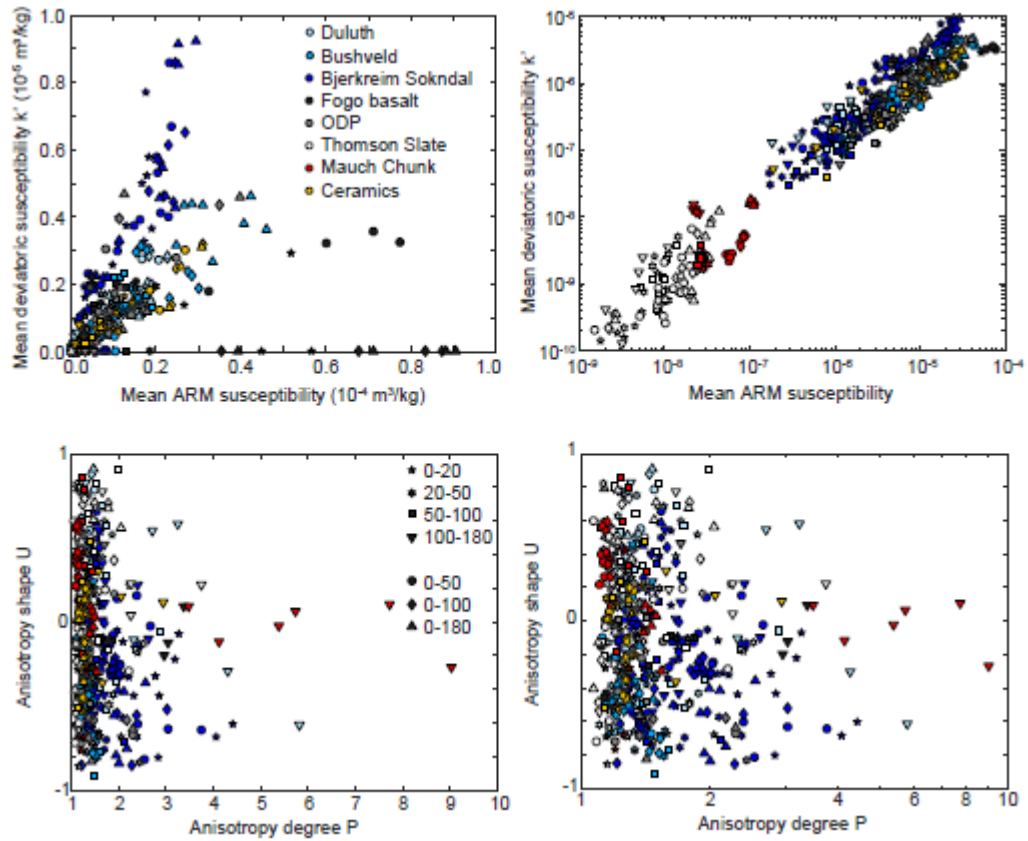 Mean deviatoric susceptibility k' (10⁻⁵ m³/kg)
1.0
0.8
0.6
0.4
0.2
0.0
Duluth
Bushveld
Bjerkreim Sokndal
Fogo basalt
ODP
Thomson Slate
Mauch Chunk
Ceramics
0.0 0.2 0.4 0.6 0.8 1.0
Mean ARM susceptibility (10⁻⁴ m³/kg)
Mean deviatoric susceptibility k'
10⁻⁵
10⁻⁶
10⁻⁷
10⁻⁸
10⁻⁹
10⁻¹⁰
10⁻⁹ 10⁻⁸ 10⁻⁷ 10⁻⁶ 10⁻⁵ 10⁻⁴
Mean ARM susceptibility
Anisotropy shape U
1
0
-1
0-20
20-50
50-100
100-180
0-50
0-100
0-180
1 2 3 4 5 6 7 8 9 10
Anisotropy degree P
Anisotropy shape U
1
0
-1
1 2 4 6 8 10
Anisotropy degree P